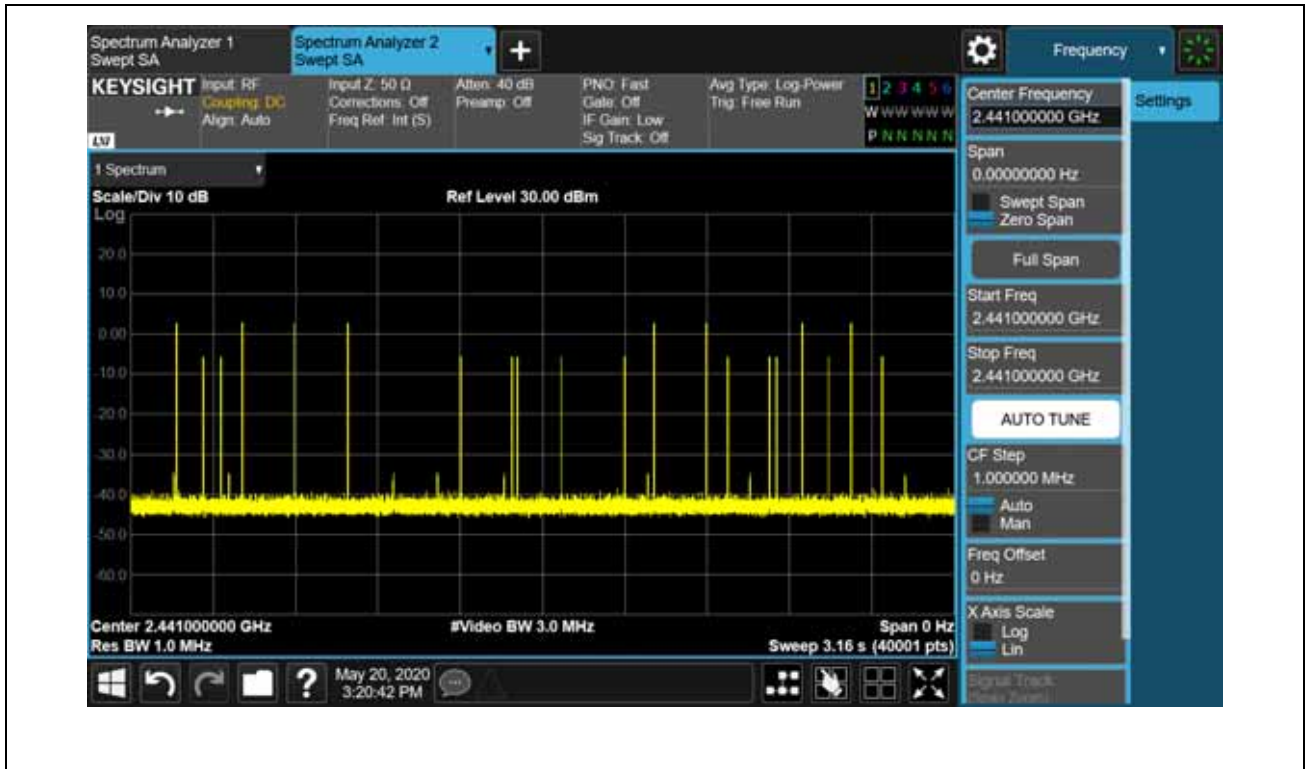 Spectrum Analyzer 1
Swept SA
Spectrum Analyzer 2
Swept SA
+
Frequency
KEYSIGHT
Input: RF
Coupling: DC
Align: Auto
Input Z: 50 Ω
Corrections: Off
Freq Ref: Int (S)
Atten: 40 dB
Preamp: Off
PNO: Fast
Gate: Off
IF Gain: Low
Sig Track: Off
Avg Type: Log-Power
Trig: Free Run
1 2 3 4 5 6
W W W W W W
P N N N N N
LXI
1 Spectrum
Scale/Div 10 dB
Ref Level 30.00 dBm
Log
20.0
10.0
0.00
-10.0
-20.0
-30.0
-40.0
-50.0
-60.0
Center 2.441000000 GHz
#Video BW 3.0 MHz
Span 0 Hz
Res BW 1.0 MHz
Sweep 3.16 s (40001 pts)
?
May 20, 2020
3:20:42 PM
Center Frequency
2.441000000 GHz
Settings
Span
0.00000000 Hz
Swept Span
Zero Span
Full Span
Start Freq
2.441000000 GHz
Stop Freq
2.441000000 GHz
AUTO TUNE
CF Step
1.000000 MHz
Auto
Man
Freq Offset
0 Hz
X Axis Scale
Log
Lin
Signal Track
(Span Zoom)